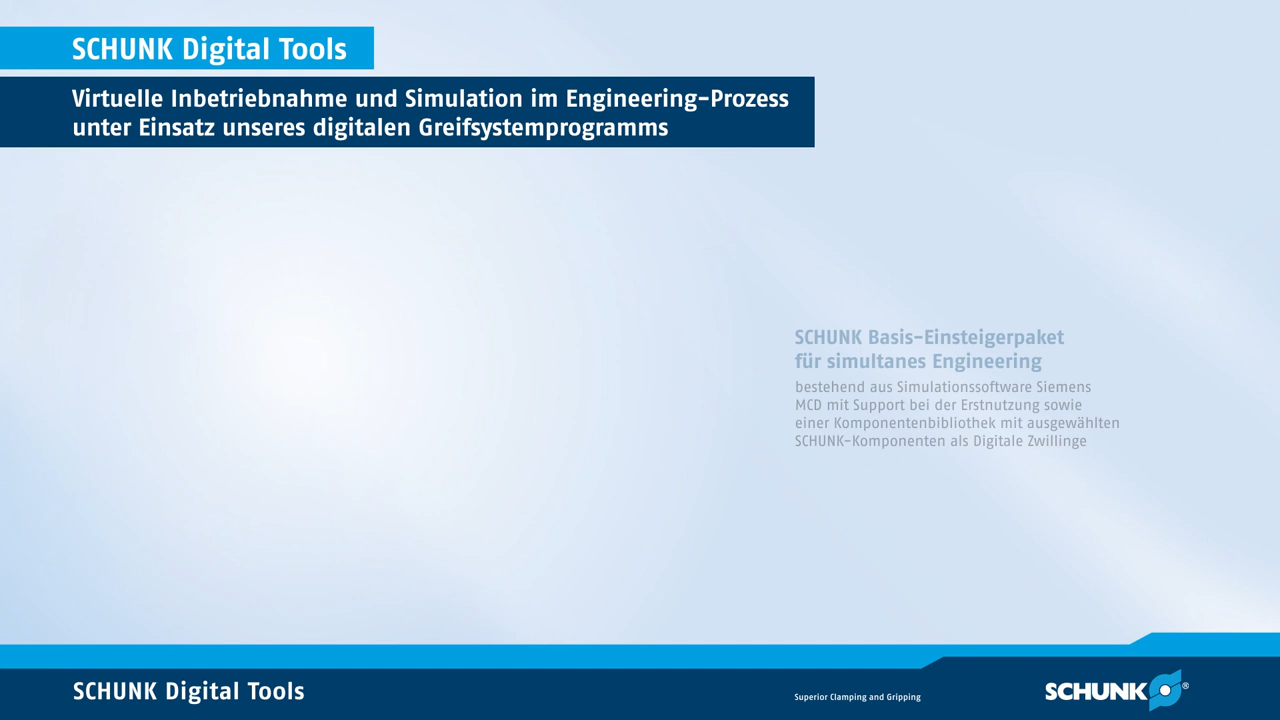 SCHUNK Digital Tools
Virtuelle Inbetriebnahme und Simulation im Engineering-Prozess
unter Einsatz unseres digitalen Greifsystemprogramms
SCHUNK Basis-Einsteigerpaket
für simultanes Engineering
bestehend aus Simulationssoftware Siemens
MCD mit Support bei der Erstnutzung sowie
einer Komponentenbibliothek mit ausgewählten
SCHUNK-Komponenten als Digitale Zwillinge
SCHUNK Digital Tools
Superior Clamping and Gripping
SCHUNK ®